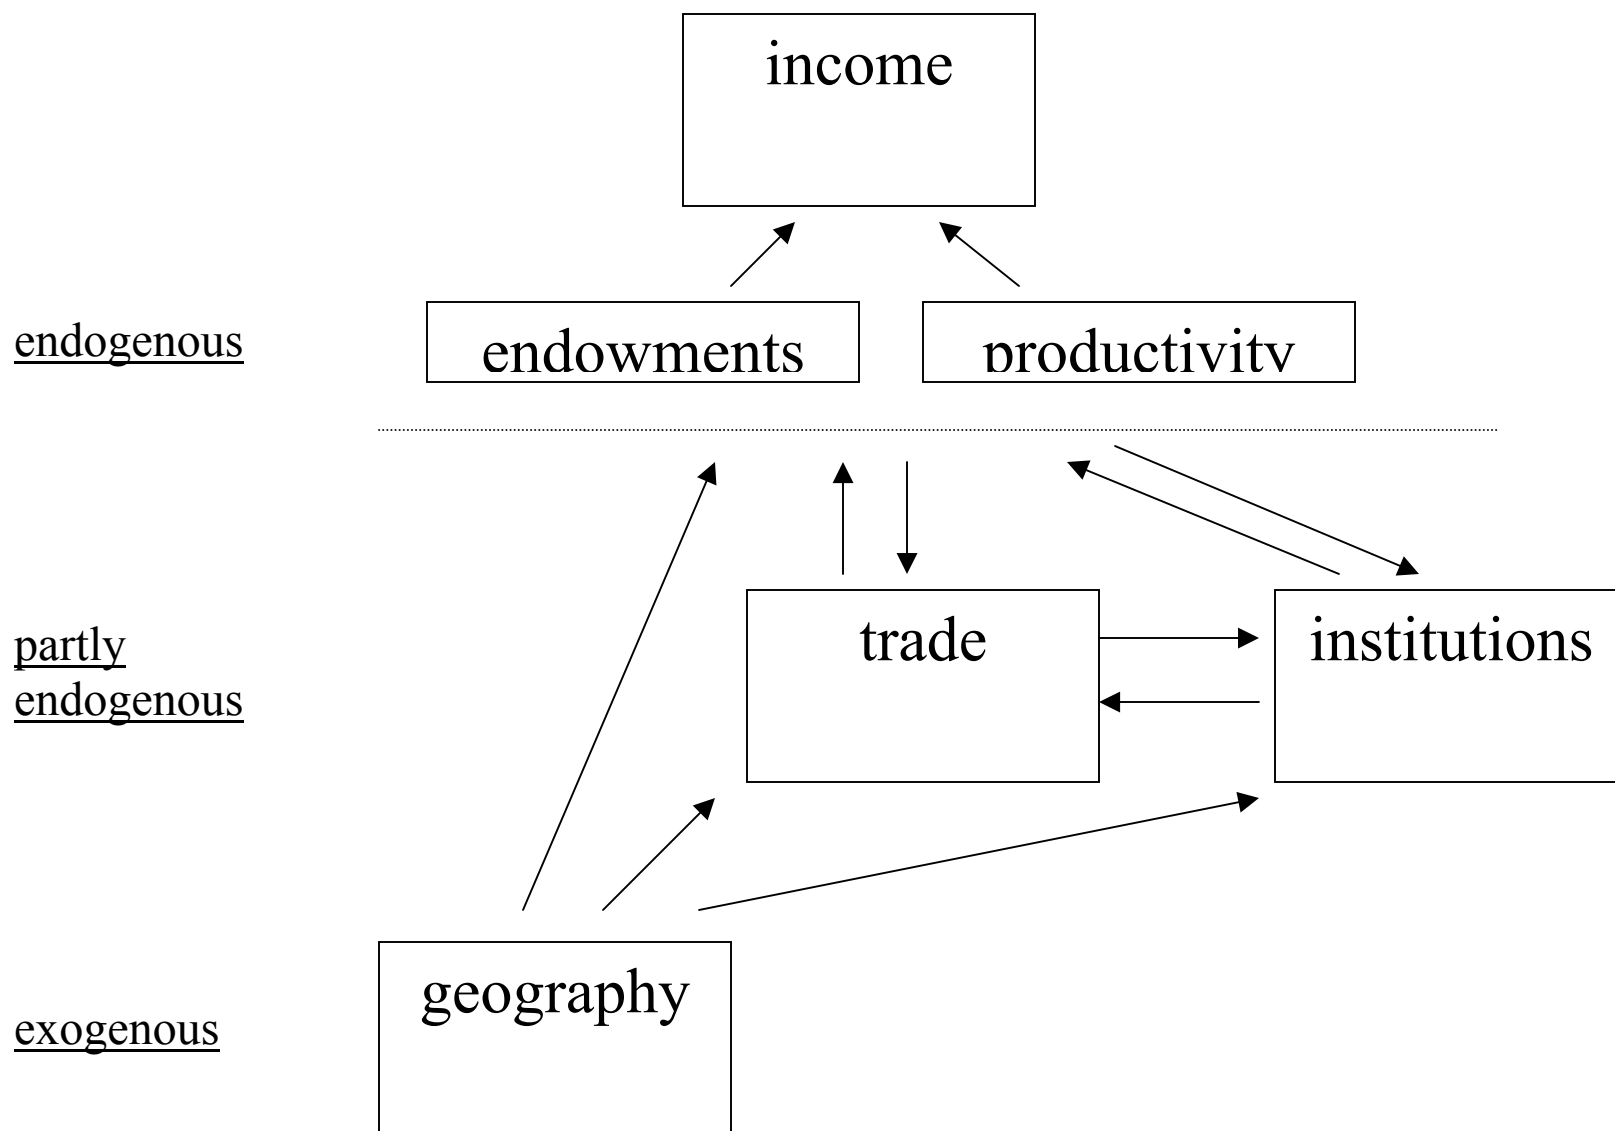 income
endogenous
endowments
productivity
partly
endogenous
trade
institutions
geography
exogenous